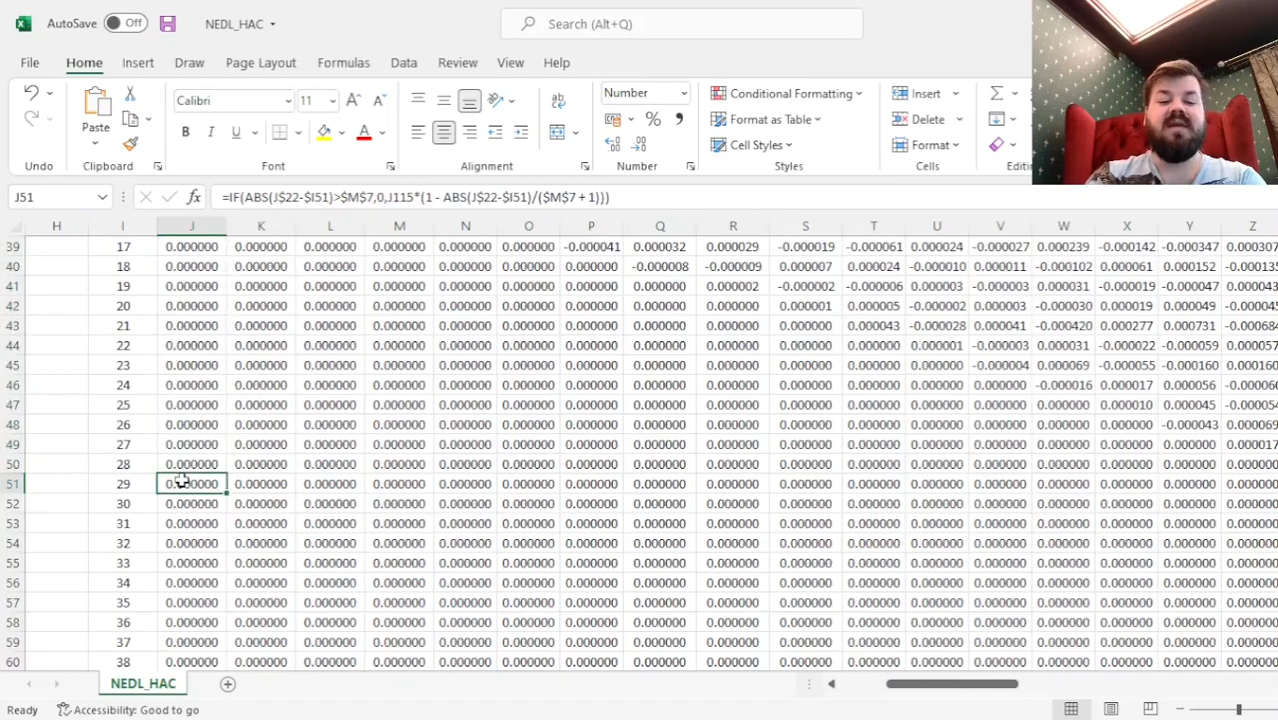 AutoSave Off NEDL_HAC Search (Alt+Q)
File Home Insert Draw Page Layout Formulas Data Review View Help
Undo
Paste
Clipboard
Calibri 11
B I U
Font
Alignment
Number
Number
Conditional Formatting
Format as Table
Cell Styles
Styles
Insert
Delete
Format
Cells
J51 fx =IF(ABS(J$22-$I51)>$M$7,0,J115*(1 - ABS(J$22-$I51)/($M$7 + 1)))
H I J K L M N O P Q R S T U V W X Y Z
39 17 0.000000 0.000000 0.000000 0.000000 0.000000 0.000000 -0.000041 0.000032 0.000029 -0.000019 -0.000061 0.000024 -0.000027 0.000239 -0.000142 -0.000347 0.000307
40 18 0.000000 0.000000 0.000000 0.000000 0.000000 0.000000 0.000000 -0.000008 -0.000009 0.000007 0.000024 -0.000010 0.000011 -0.000102 0.000061 0.000152 -0.000135
41 19 0.000000 0.000000 0.000000 0.000000 0.000000 0.000000 0.000000 0.000000 0.000002 -0.000002 -0.000006 0.000003 -0.000003 0.000031 -0.000019 -0.000047 0.000043
42 20 0.000000 0.000000 0.000000 0.000000 0.000000 0.000000 0.000000 0.000000 0.000000 0.000001 0.000005 -0.000002 0.000003 -0.000030 0.000019 0.000049 -0.000045
43 21 0.000000 0.000000 0.000000 0.000000 0.000000 0.000000 0.000000 0.000000 0.000000 0.000000 0.000043 -0.000028 0.000041 -0.000420 0.000277 0.000731 -0.000684
44 22 0.000000 0.000000 0.000000 0.000000 0.000000 0.000000 0.000000 0.000000 0.000000 0.000000 0.000000 0.000001 -0.000003 0.000031 -0.000022 -0.000059 0.000057
45 23 0.000000 0.000000 0.000000 0.000000 0.000000 0.000000 0.000000 0.000000 0.000000 0.000000 0.000000 0.000000 -0.000004 0.000069 -0.000055 -0.000160 0.000160
46 24 0.000000 0.000000 0.000000 0.000000 0.000000 0.000000 0.000000 0.000000 0.000000 0.000000 0.000000 0.000000 0.000000 -0.000016 0.000017 0.000056
47 25 0.000000 0.000000 0.000000 0.000000 0.000000 0.000000 0.000000 0.000000 0.000000 0.000000 0.000000 0.000000 0.000000 0.000000 0.000010 0.000045
48 26 0.000000 0.000000 0.000000 0.000000 0.000000 0.000000 0.000000 0.000000 0.000000 0.000000 0.000000 0.000000 0.000000 0.000000 0.000000 -0.000043 0.000069
49 27 0.000000 0.000000 0.000000 0.000000 0.000000 0.000000 0.000000 0.000000 0.000000 0.000000 0.000000 0.000000 0.000000 0.000000 0.000000 0.000000 0.000017
50 28 0.000000 0.000000 0.000000 0.000000 0.000000 0.000000 0.000000 0.000000 0.000000 0.000000 0.000000 0.000000 0.000000 0.000000 0.000000 0.000000 0.000000
51 29 0.000000 0.000000 0.000000 0.000000 0.000000 0.000000 0.000000 0.000000 0.000000 0.000000 0.000000 0.000000 0.000000 0.000000 0.000000 0.000000
52 30 0.000000 0.000000 0.000000 0.000000 0.000000 0.000000 0.000000 0.000000 0.000000 0.000000 0.000000 0.000000 0.000000 0.000000 0.000000 0.000000 0.000000
53 31 0.000000 0.000000 0.000000 0.000000 0.000000 0.000000 0.000000 0.000000 0.000000 0.000000 0.000000 0.000000 0.000000 0.000000 0.000000 0.000000 0.000000
54 32 0.000000 0.000000 0.000000 0.000000 0.000000 0.000000 0.000000 0.000000 0.000000 0.000000 0.000000 0.000000 0.000000 0.000000 0.000000 0.000000 0.000000
55 33 0.000000 0.000000 0.000000 0.000000 0.000000 0.000000 0.000000 0.000000 0.000000 0.000000 0.000000 0.000000 0.000000 0.000000 0.000000 0.000000 0.000000
56 34 0.000000 0.000000 0.000000 0.000000 0.000000 0.000000 0.000000 0.000000 0.000000 0.000000 0.000000 0.000000 0.000000 0.000000 0.000000 0.000000 0.000000
57 35 0.000000 0.000000 0.000000 0.000000 0.000000 0.000000 0.000000 0.000000 0.000000 0.000000 0.000000 0.000000 0.000000 0.000000 0.000000 0.000000 0.000000
58 36 0.000000 0.000000 0.000000 0.000000 0.000000 0.000000 0.000000 0.000000 0.000000 0.000000 0.000000 0.000000 0.000000 0.000000 0.000000 0.000000 0.000000
59 37 0.000000 0.000000 0.000000 0.000000 0.000000 0.000000 0.000000 0.000000 0.000000 0.000000 0.000000 0.000000 0.000000 0.000000 0.000000 0.000000 0.000000
60 38 0.000000 0.000000 0.000000 0.000000 0.000000 0.000000 0.000000 0.000000 0.000000 0.000000 0.000000 0.000000 0.000000 0.000000 0.000000 0.000000 0.000000
NEDL_HAC
Ready Accessibility: Good to go